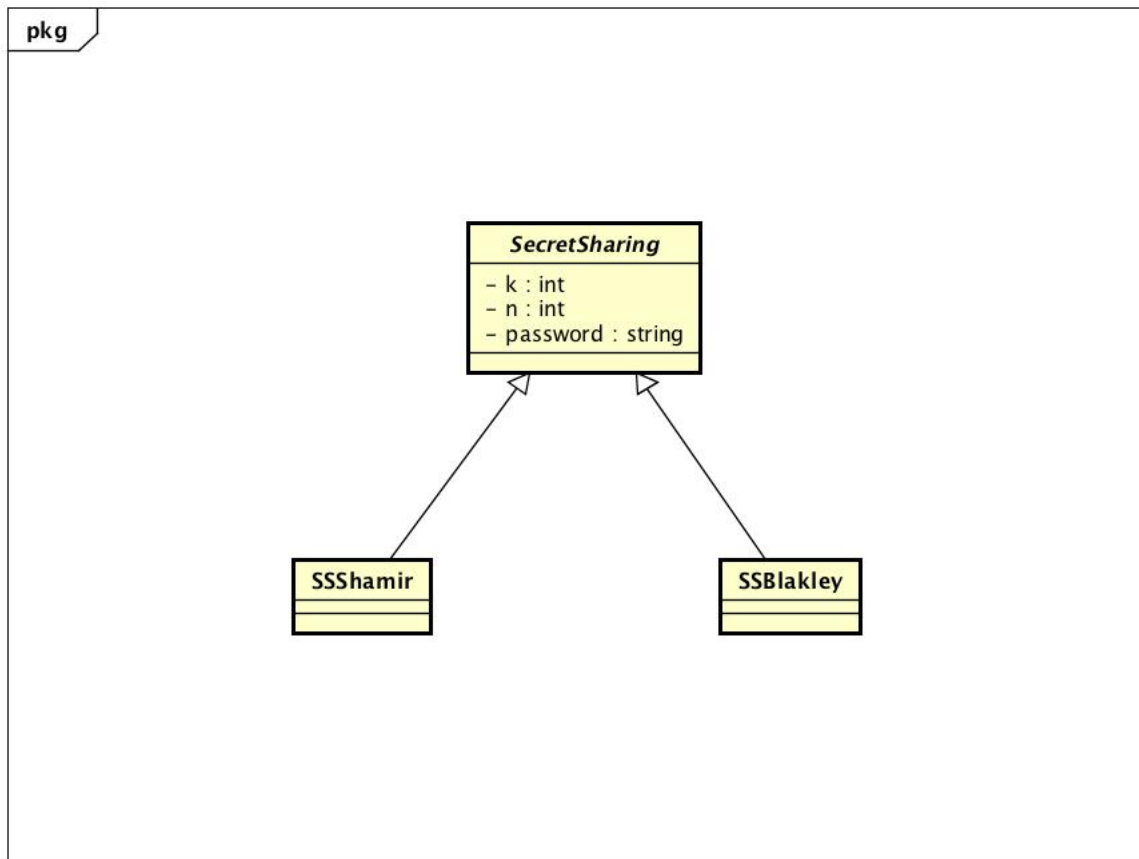 pkg
SecretSharing
- k : int
- n : int
- password : string
SSShamir
SSBlakley